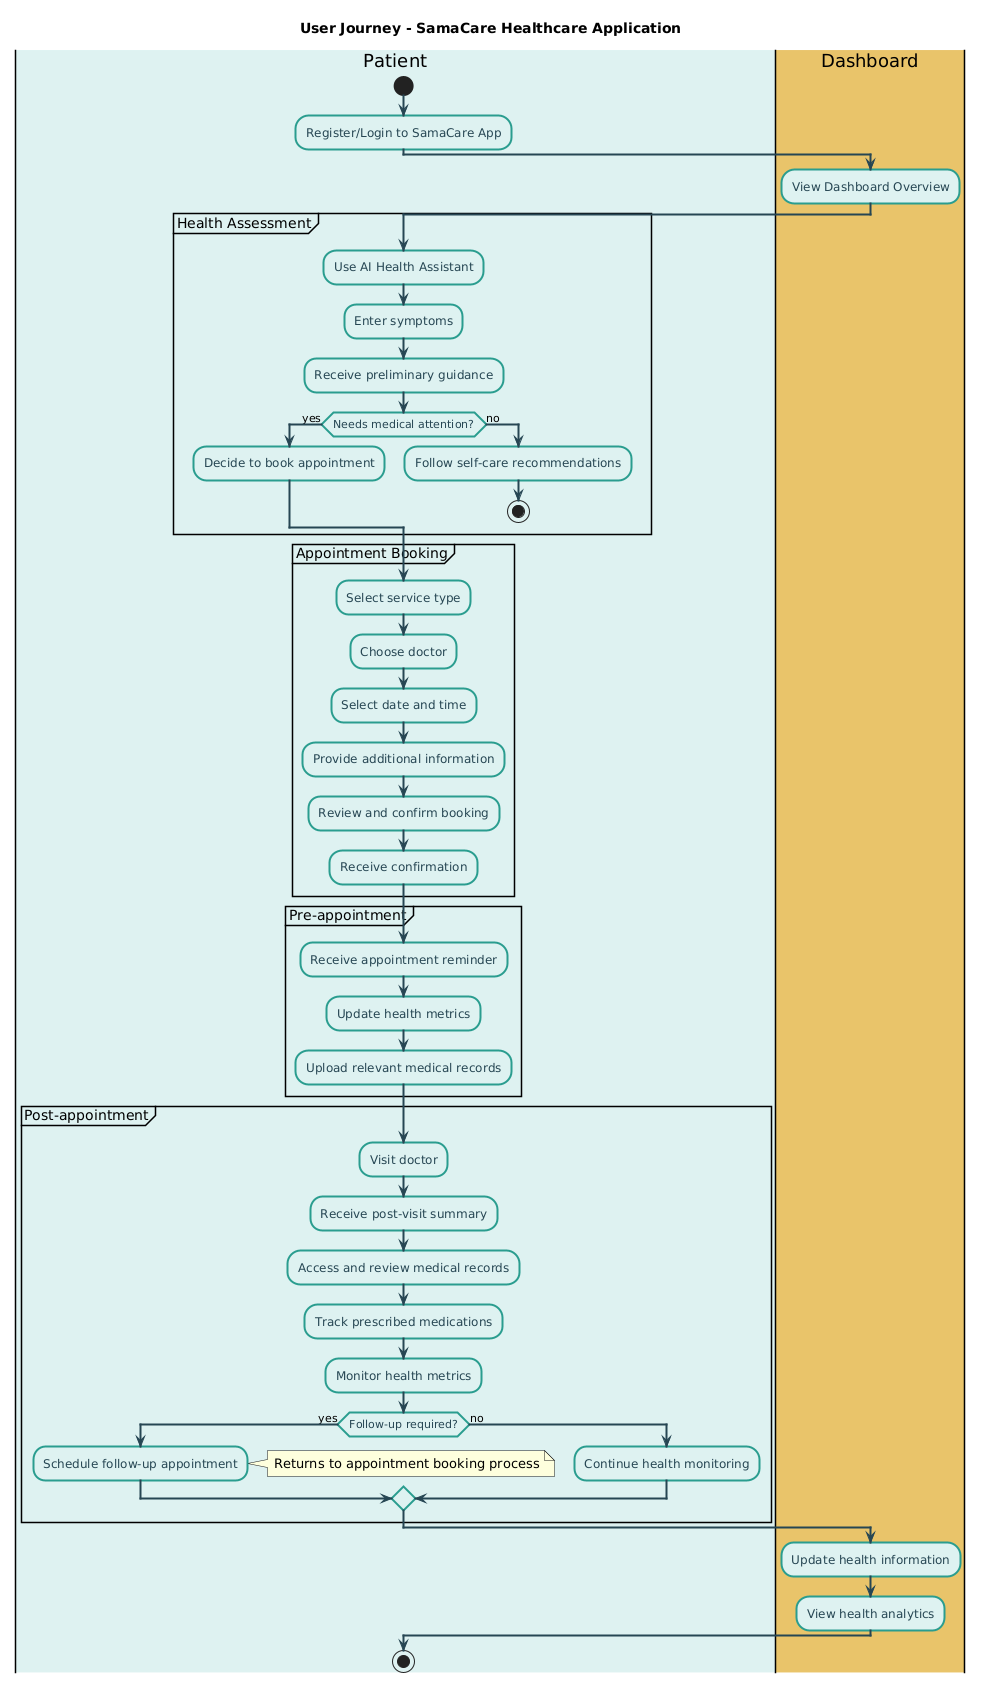 User Journey - SamaCare Healthcare Application
Patient
Dashboard
Register/Login to SamaCare App
View Dashboard Overview
Health Assessment
Use AI Health Assistant
Enter symptoms
Receive preliminary guidance
yes
Needs medical attention?
no
Decide to book appointment
Follow self-care recommendations
Appointment Booking
Select service type
Choose doctor
Select date and time
Provide additional information
Review and confirm booking
Receive confirmation
Pre-appointment
Receive appointment reminder
Update health metrics
Upload relevant medical records
Post-appointment
Visit doctor
Receive post-visit summary
Access and review medical records
Track prescribed medications
Monitor health metrics
yes
Follow-up required?
no
Schedule follow-up appointment
Returns to appointment booking process
Continue health monitoring
Update health information
View health analytics